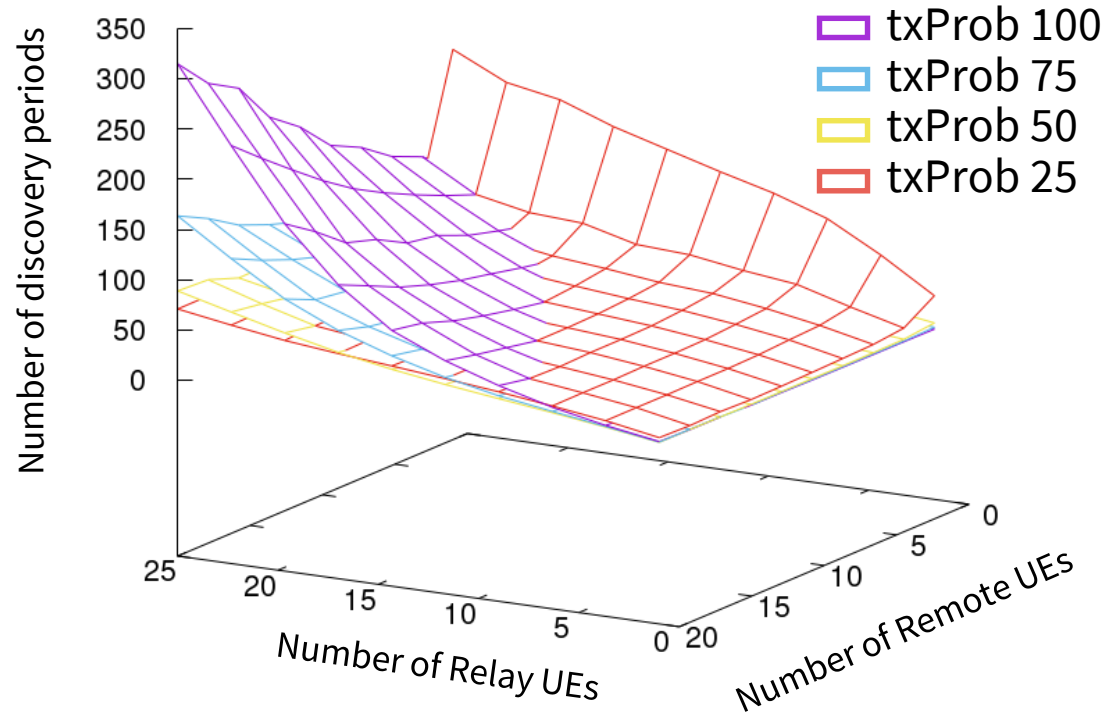 Number of discovery periods
350
300
250
200
150
100
50
0
txProb 100
txProb 75
txProb 50
txProb 25
25
20
15
10
5
0
Number of Relay UEs
20
15
10
5
0
Number of Remote UEs